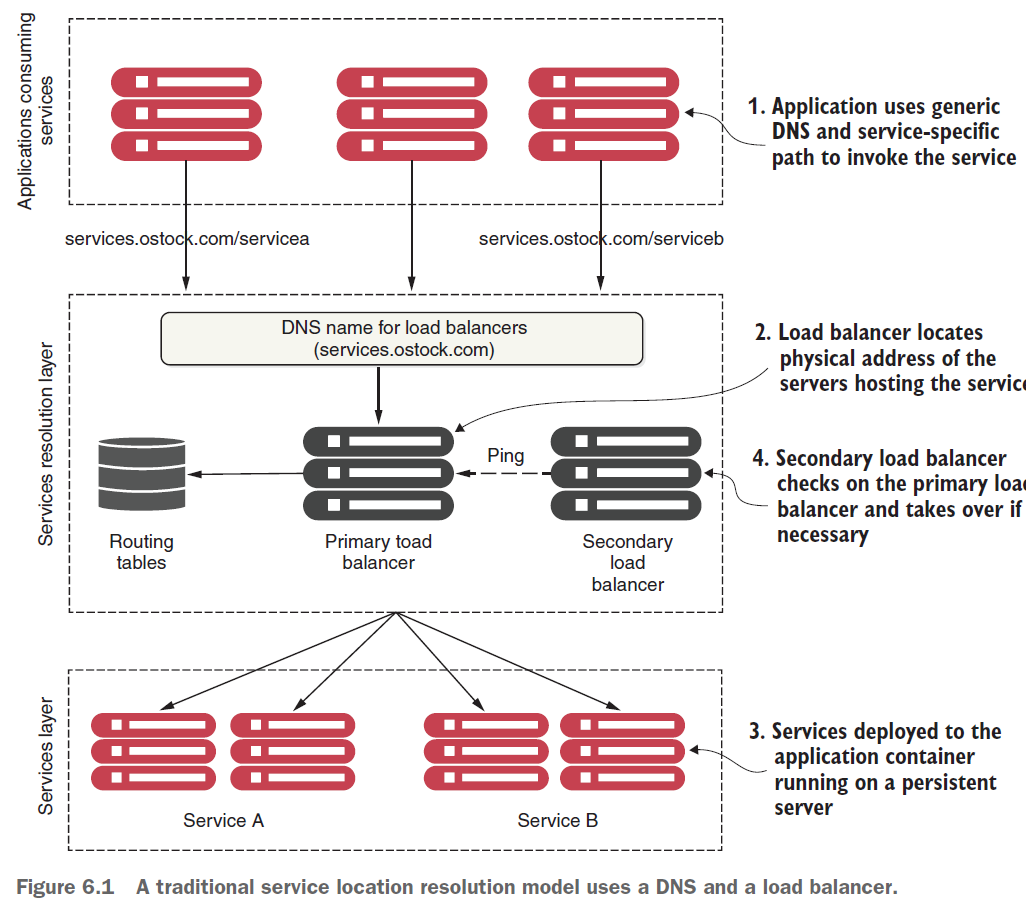 Applications consuming
services
1. Application uses generic
DNS and service-specific
path to invoke the service
services.ostock.com/servicea
services.ostock.com/serviceb
Services resolution layer
DNS name for load balancers
(services.ostock.com)
2. Load balancer locates
physical address of the
servers hosting the service
Ping
4. Secondary load balancer
checks on the primary load
balancer and takes over if
necessary
Routing
tables
Primary toad
balancer
Secondary
load
balancer
Services layer
3. Services deployed to the
application container
running on a persistent
server
Service A
Service B
Figure 6.1 A traditional service location resolution model uses a DNS and a load balancer.